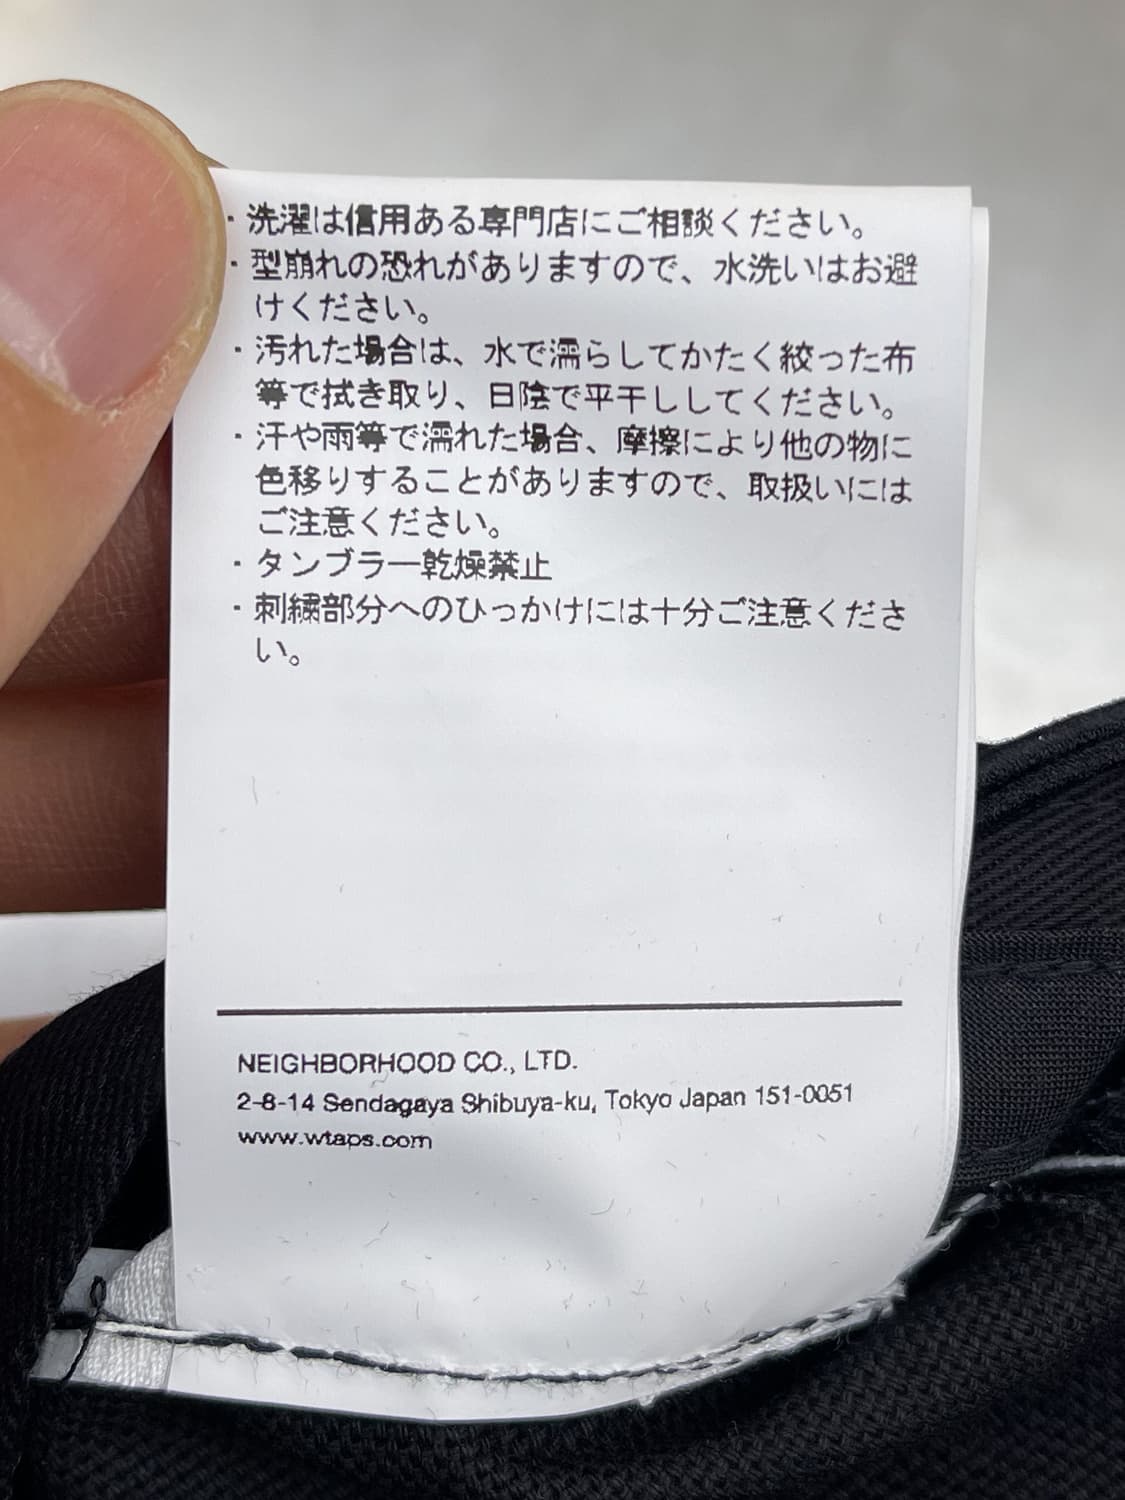 ・洗濯は信用ある専門店にご相談ください。
・型崩れの恐れがありますので、水洗いはお避
けください。
・汚れた場合は、水で濡らしてかたく絞った布
等で拭き取り、日陰で平干ししてください。
・汗や雨等で濡れた場合、摩擦により他の物に
色移りすることがありますので、取扱いには
ご注意ください。
・タンブラー乾燥禁止
・刺繍部分へのひっかけには十分ご注意くださ
い。
NEIGHBORHOOD CO., LTD.
2-8-14 Sendagaya Shibuya-ku, Tokyo Japan 151-0051
www.wtaps.com